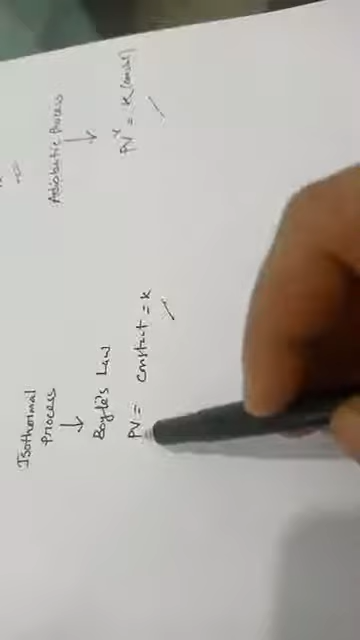 Isothermal
Process
↓
Boyle's Law
PV = constant = K
Adiabatic Process
↓
PV^γ = K (const)